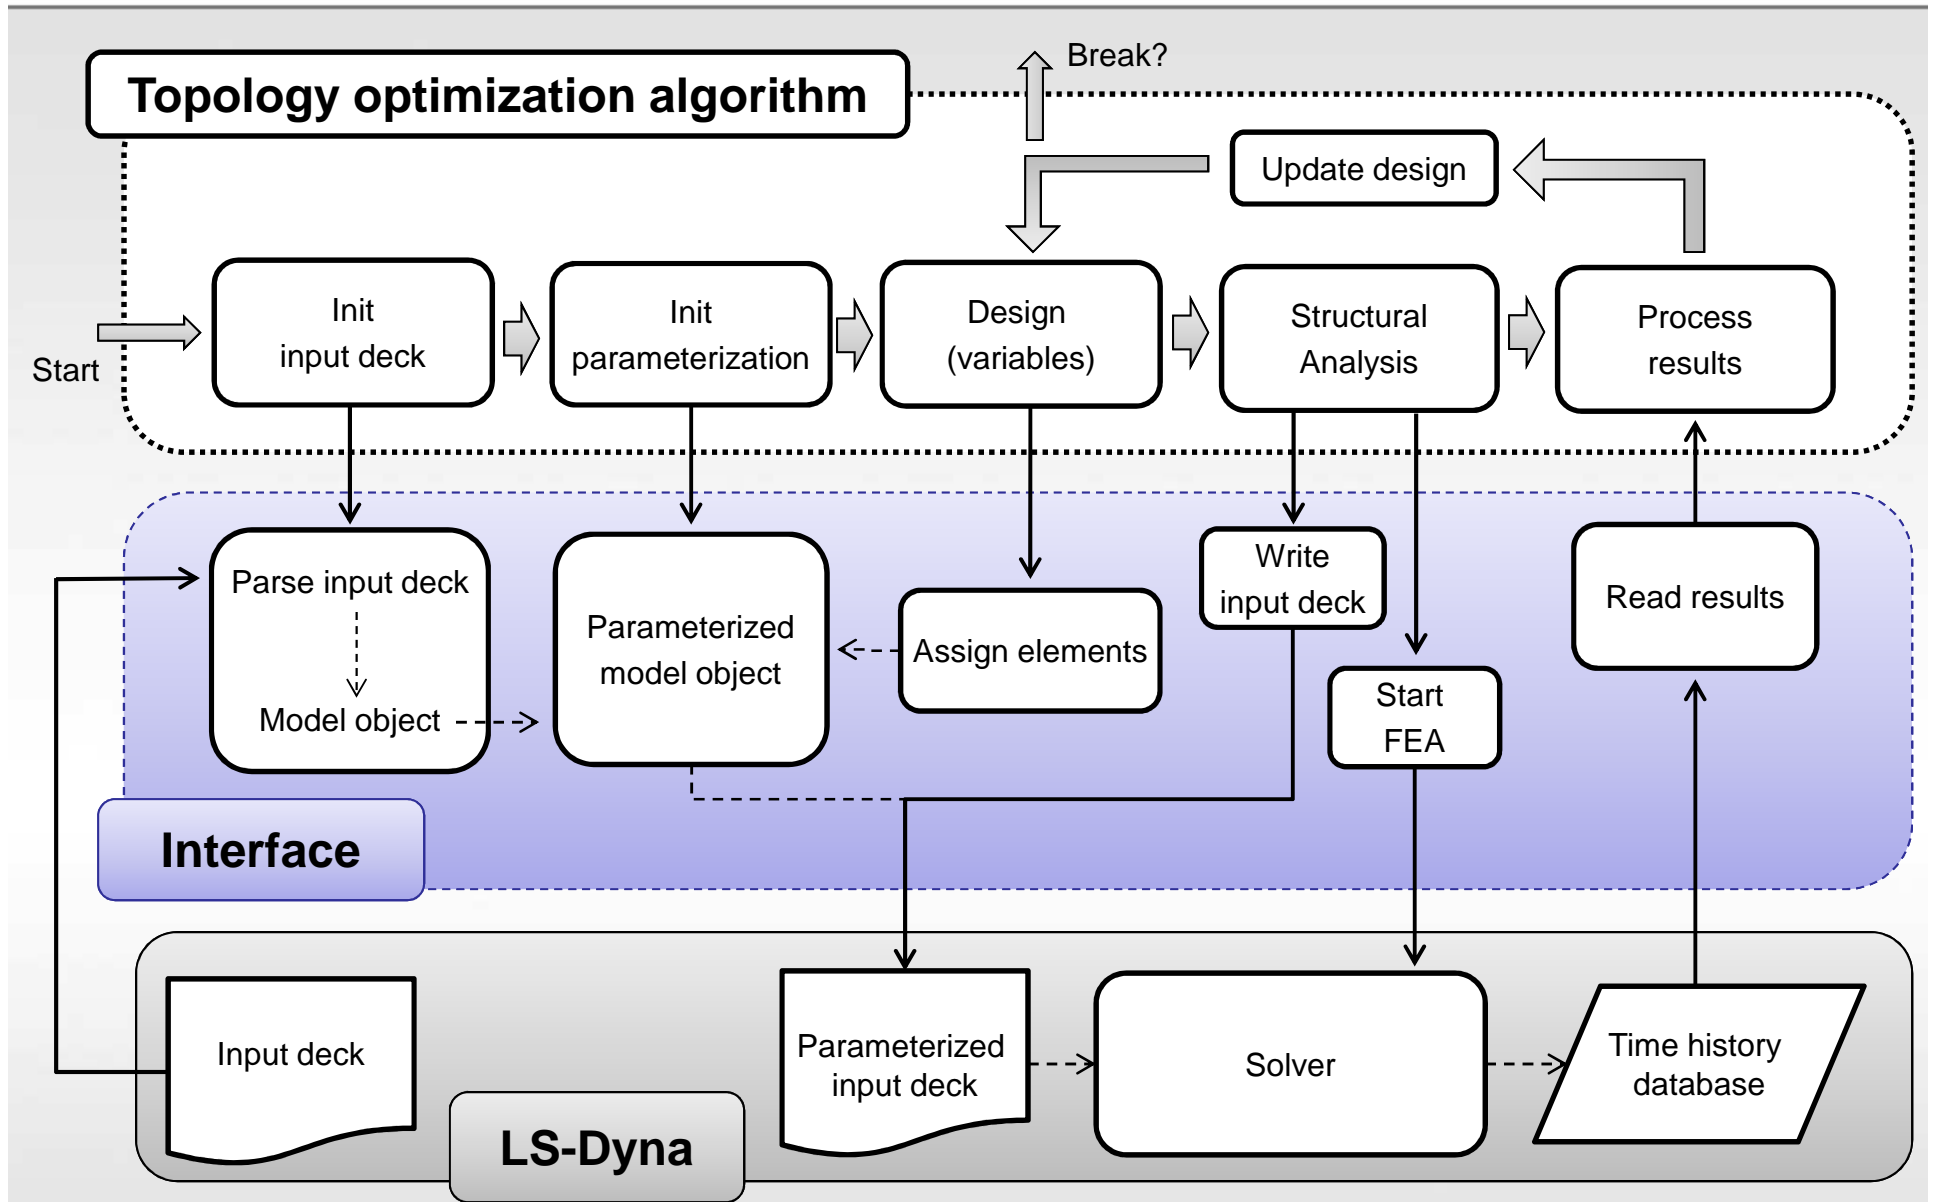 Break?
Topology optimization algorithm
Update design
Start
Init
input deck
Init
parameterization
Design
(variables)
Structural
Analysis
Process
results
Parse input deck
Model object
Parameterized
model object
Assign elements
Write
input deck
Start
FEA
Read results
Interface
Input deck
Parameterized
input deck
Solver
Time history
database
LS-Dyna